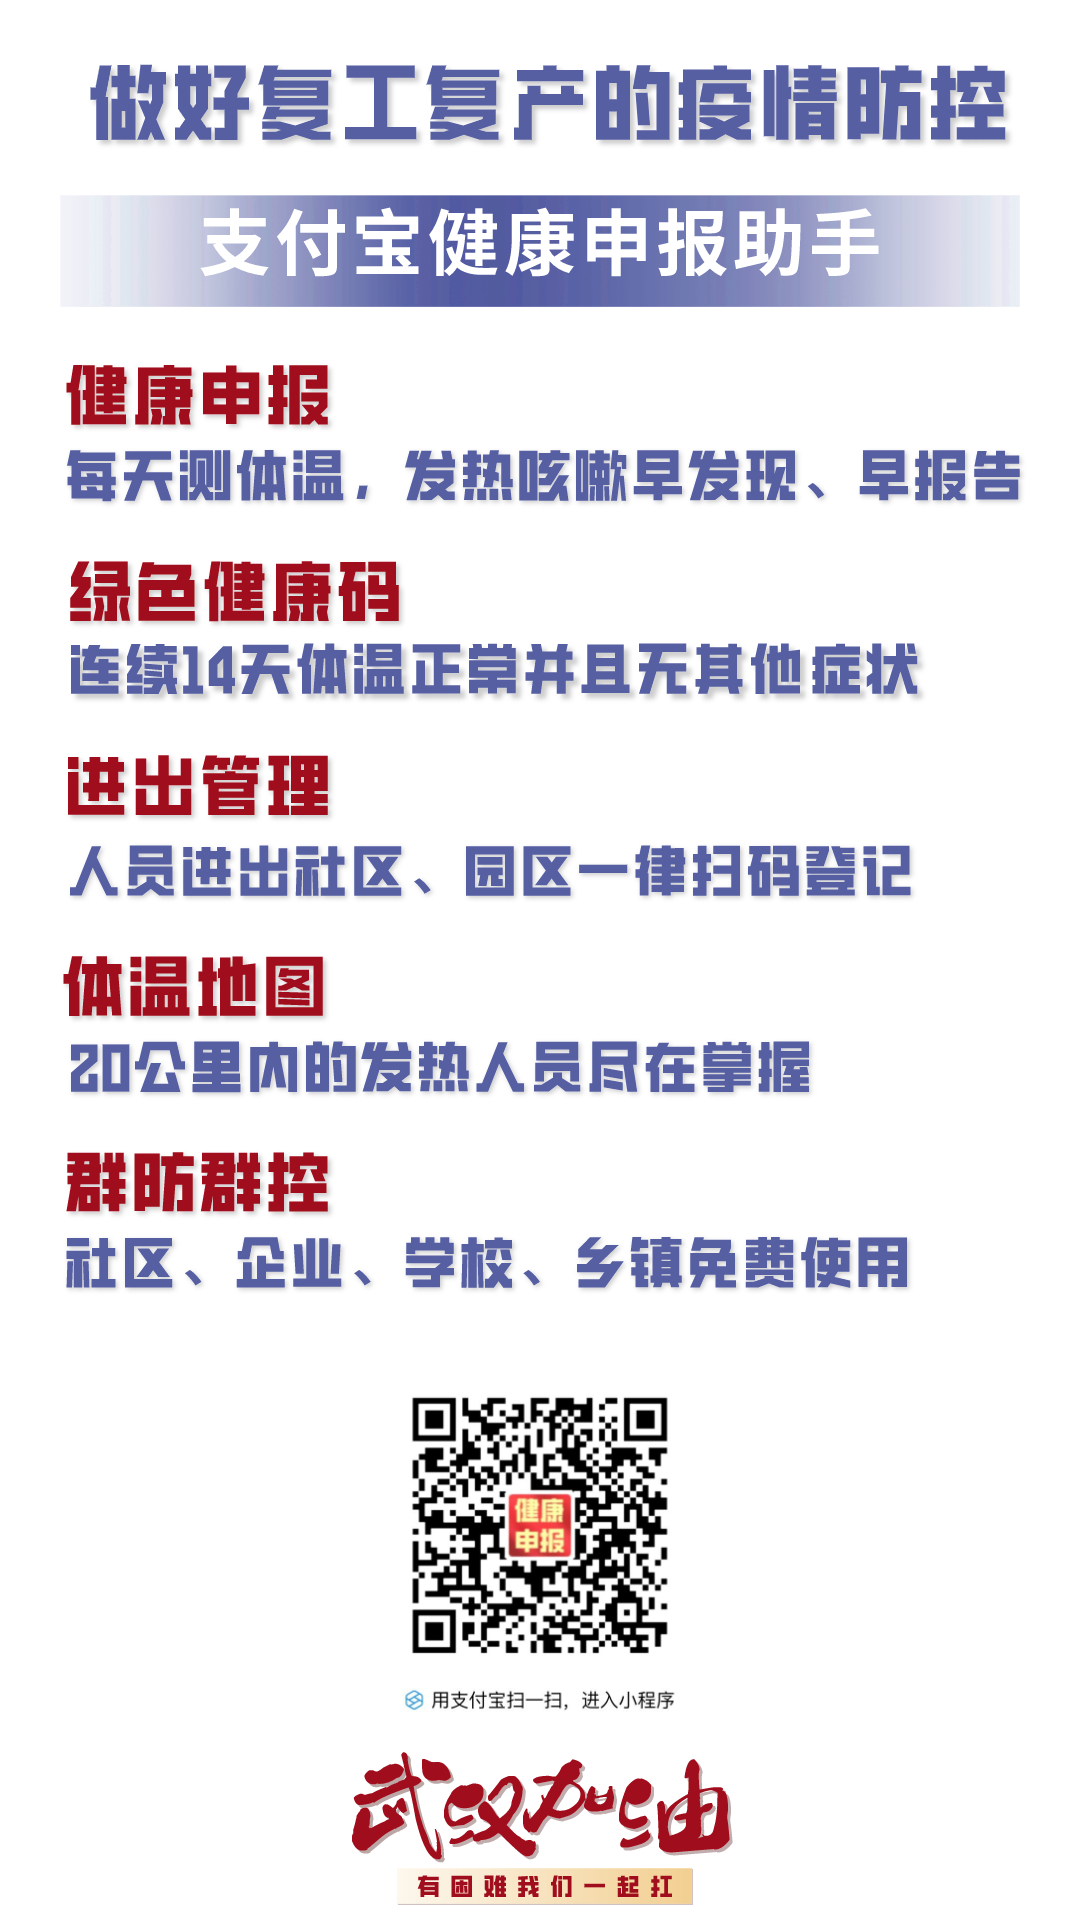 做好复工复产的疫情防控
支付宝健康申报助手
健康申报
每天测体温，发热咳嗽早发现、早报告
绿色健康码
连续14天体温正常并且无其他症状
进出管理
人员进出社区、园区一律扫码登记
体温地图
20公里内的发热人员尽在掌握
群防群控
社区、企业、学校、乡镇免费使用
健康
申报
用支付宝扫一扫，进入小程序
武汉加油
有困难我们一起扛